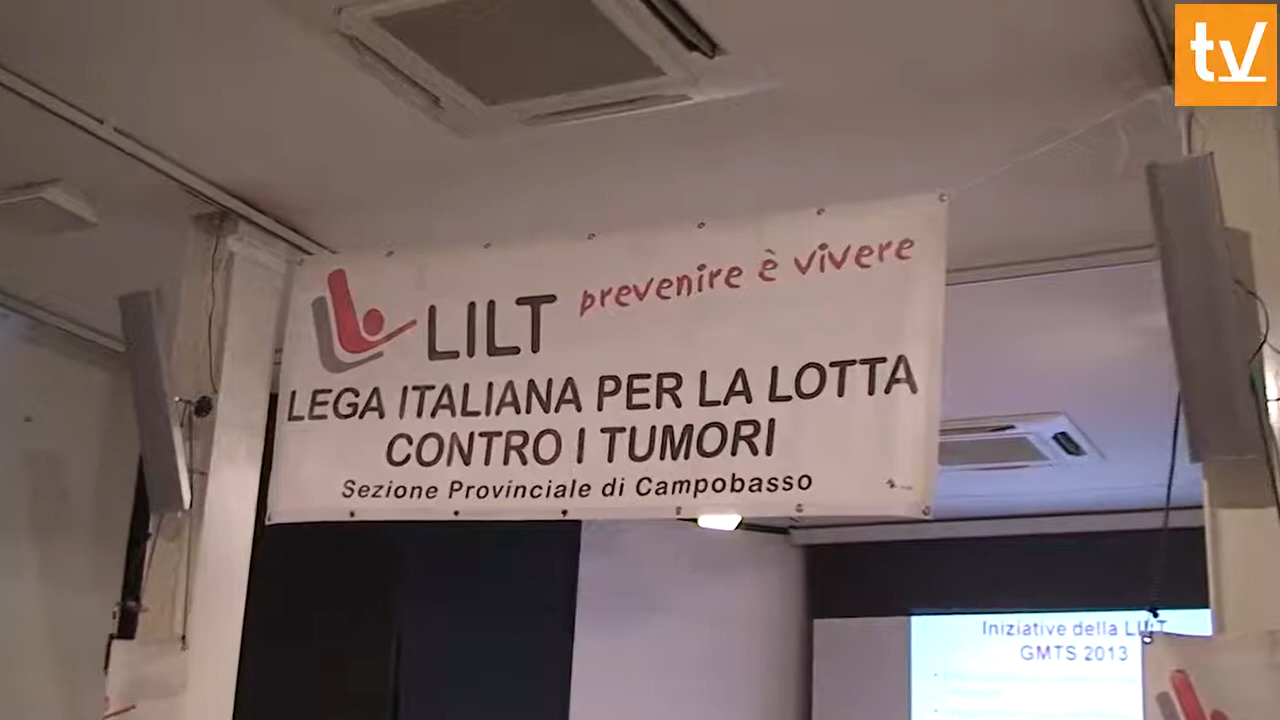 tv
prevenire è vivere
LILT
LEGA ITALIANA PER LA LOTTA
CONTRO I TUMORI
Sezione Provinciale di Campobasso
Iniziative della LILT
GMTS 2013